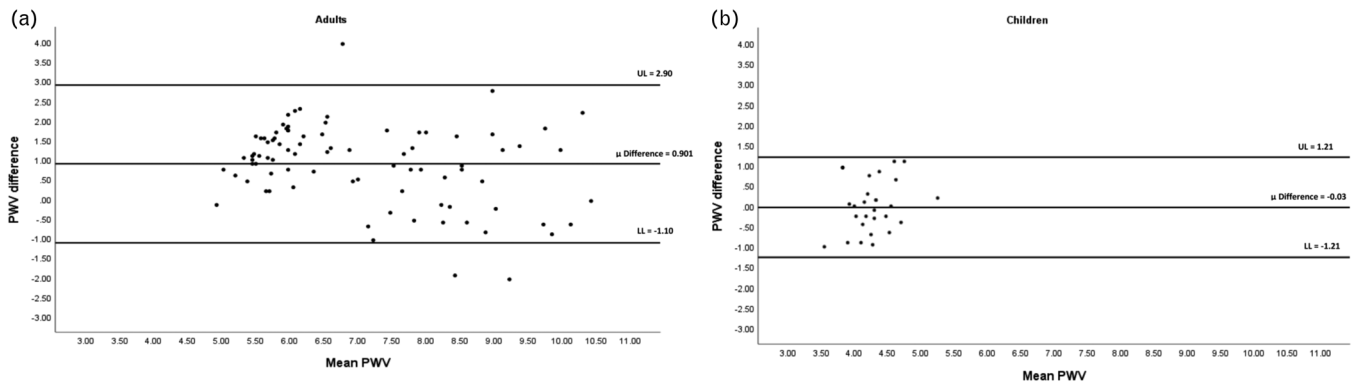 (a)
Adults
4.00
3.50
3.00
2.50
2.00
1.50
1.00
.50
.00
-0.50
-1.00
-1.50
-2.00
-2.50
-3.00
PWV difference
UL = 2.90
μ Difference = 0.901
LL = -1.10
3.00 4.00 5.00 5.50 6.00 6.50 7.00 7.50 8.00 8.50 9.00 9.50 10.00 10.50 11.00
Mean PWV
(b)
Children
4.00
3.50
3.00
2.50
2.00
1.50
1.00
.50
.00
-0.50
-1.00
-1.50
-2.00
-2.50
-3.00
PWV difference
UL = 1.21
μ Difference = -0.03
LL = -1.21
3.00 3.50 4.00 4.50 5.00 5.50 6.00 6.50 7.00 7.50 8.00 8.50 9.00 9.50 10.00 10.50 11.00
Mean PWV